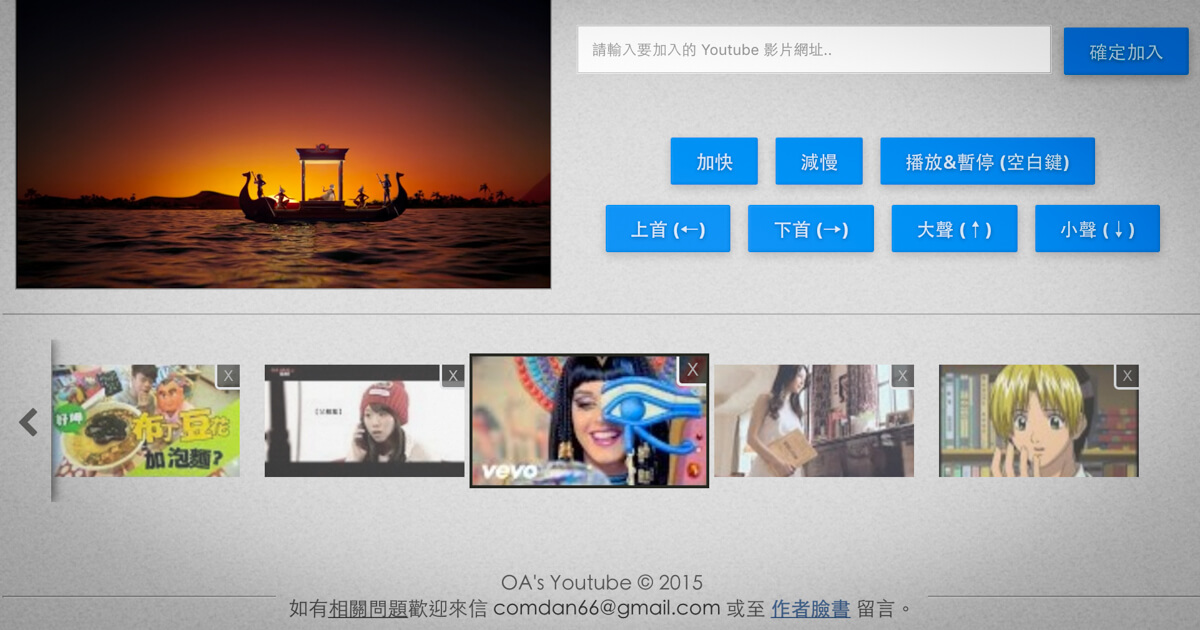 請輸入要加入的 Youtube 影片網址..
確定加入
加快
減慢
播放&暫停 (空白鍵)
上首 (←)
下首 (→)
大聲 (↑)
小聲 (↓)
X
好啤
布丁豆花
加泡麵?
X
X
vevo
X
X
OA's Youtube © 2015
如有相關問題歡迎來信 comdan66@gmail.com 或至 作者臉書 留言。